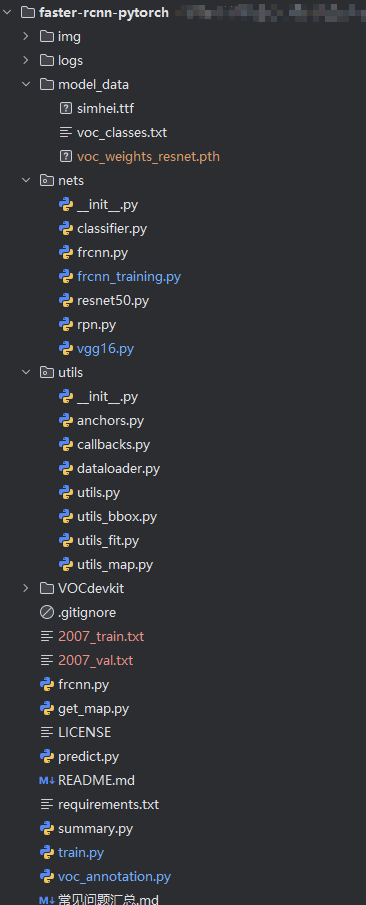 faster-rcnn-pytorch
img
logs
model_data
simhei.ttf
voc_classes.txt
voc_weights_resnet.pth
nets
__init__.py
classifier.py
frcnn.py
frcnn_training.py
resnet50.py
rpn.py
vgg16.py
utils
__init__.py
anchors.py
callbacks.py
dataloader.py
utils.py
utils_bbox.py
utils_fit.py
utils_map.py
VOCdevkit
.gitignore
2007_train.txt
2007_val.txt
frcnn.py
get_map.py
LICENSE
predict.py
README.md
requirements.txt
summary.py
train.py
voc_annotation.py
常见问题汇总.md